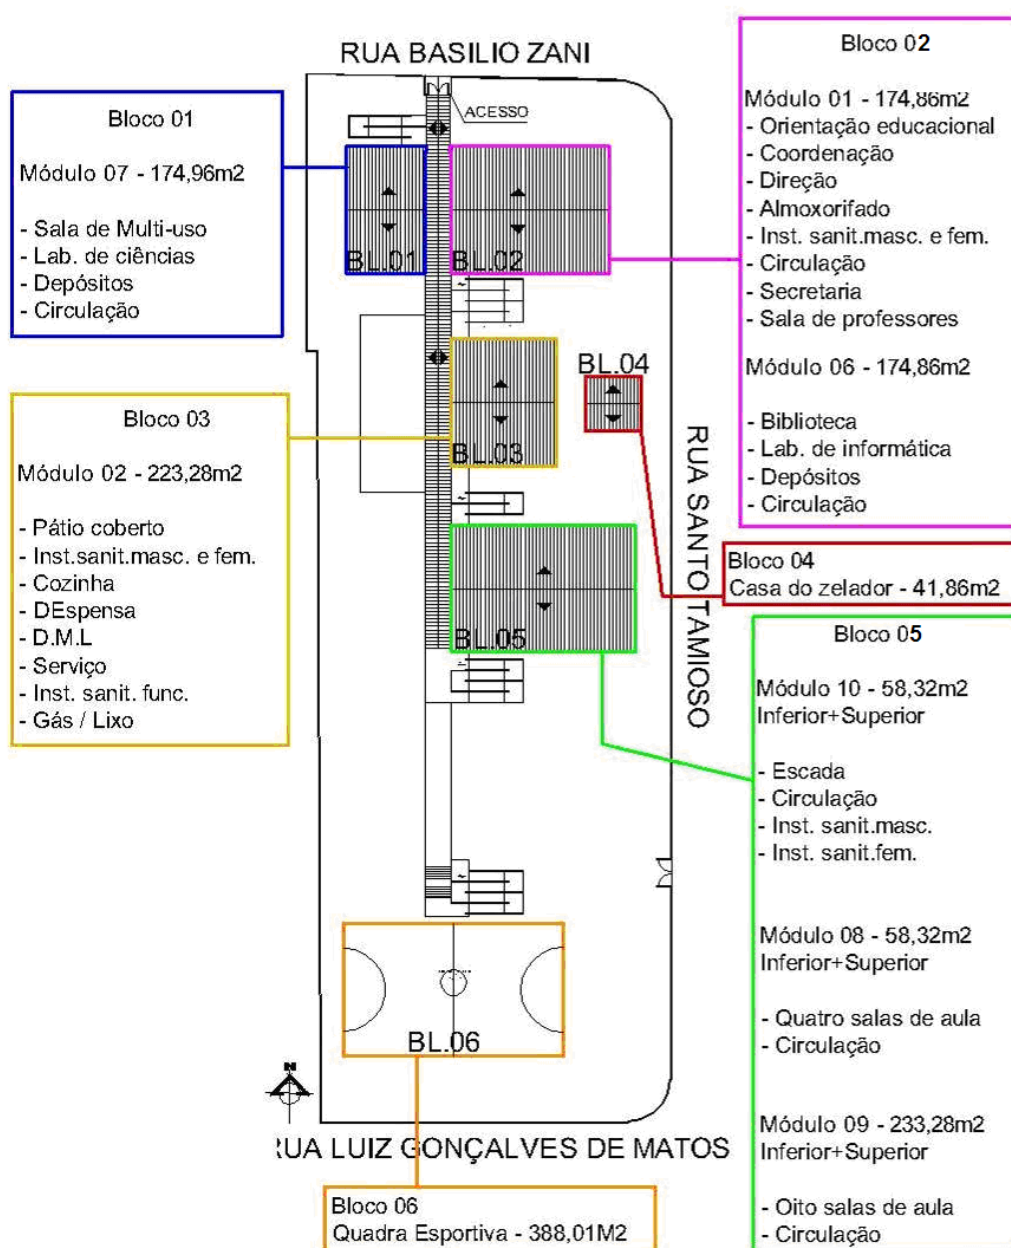 RUA BASILIO ZANI
ACESSO
Bloco 01
Módulo 07 - 174,96m2
- Sala de Multi-uso
- Lab. de ciências
- Depósitos
- Circulação
Bloco 02
Módulo 01 - 174,86m2
- Orientação educacional
- Coordenação
- Direção
- Almoxorifado
- Inst. sanit.masc. e fem.
- Circulação
- Secretaria
- Sala de professores
Módulo 06 - 174,86m2
- Biblioteca
- Lab. de informática
- Depósitos
- Circulação
BL.01
BL.02
BL.03
BL.04
BL.05
BL.06
Bloco 03
Módulo 02 - 223,28m2
- Pátio coberto
- Inst.sanit.masc. e fem.
- Cozinha
- DEspensa
- D.M.L
- Serviço
- Inst. sanit. func.
- Gás / Lixo
RUA SANTO TAMIOSO
Bloco 04
Casa do zelador - 41,86m2
Bloco 05
Módulo 10 - 58,32m2
Inferior+Superior
- Escada
- Circulação
- Inst. sanit.masc.
- Inst. sanit.fem.
Módulo 08 - 58,32m2
Inferior+Superior
- Quatro salas de aula
- Circulação
Módulo 09 - 233,28m2
Inferior+Superior
- Oito salas de aula
- Circulação
N
RUA LUIZ GONÇALVES DE MATOS
Bloco 06
Quadra Esportiva - 388,01M2